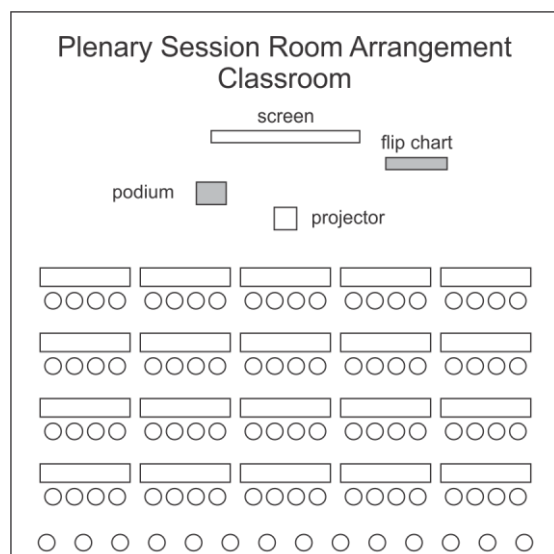 Plenary Session Room Arrangement
Classroom
screen
flip chart
podium
projector